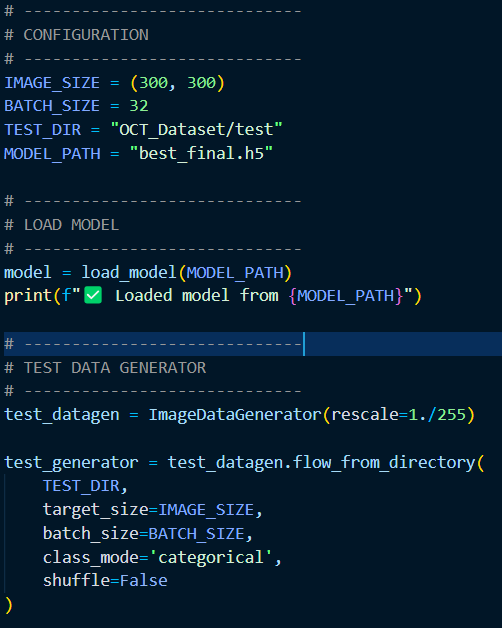 # -----------------------------
# CONFIGURATION
# -----------------------------
IMAGE_SIZE = (300, 300)
BATCH_SIZE = 32
TEST_DIR = "OCT_Dataset/test"
MODEL_PATH = "best_final.h5"
# -----------------------------
# LOAD MODEL
# -----------------------------
model = load_model(MODEL_PATH)
print(f"✅ Loaded model from {MODEL_PATH}")
# -----------------------------
# TEST DATA GENERATOR
# -----------------------------
test_datagen = ImageDataGenerator(rescale=1./255)
test_generator = test_datagen.flow_from_directory(
    TEST_DIR,
    target_size=IMAGE_SIZE,
    batch_size=BATCH_SIZE,
    class_mode='categorical',
    shuffle=False
)